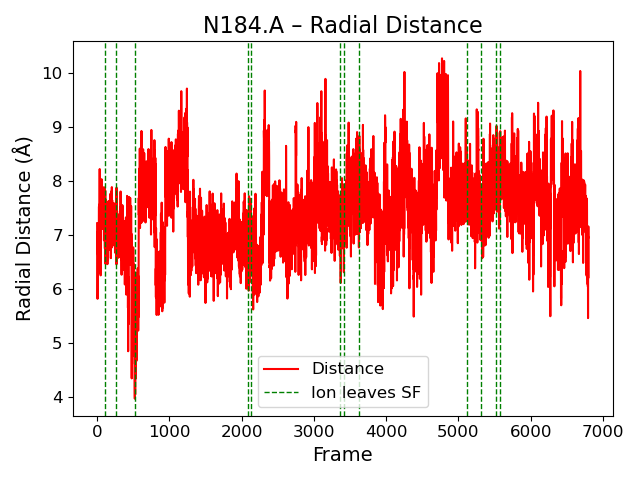 N184.A – Radial Distance
Radial Distance (Å)
10
9
8
7
6
5
4
Distance
Ion leaves SF
0 1000 2000 3000 4000 5000 6000 7000
Frame